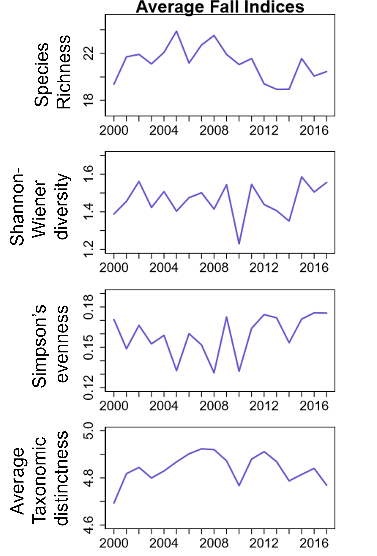 Average Fall Indices
Species
Richness
22
18
2000 2004 2008 2012 2016
Shannon-
Wiener
diversity
1.6
1.4
1.2
2000 2004 2008 2012 2016
Simpson's
evenness
0.18
0.15
0.12
2000 2004 2008 2012 2016
Average
Taxonomic
distinctness
5.0
4.8
4.6
2000 2004 2008 2012 2016